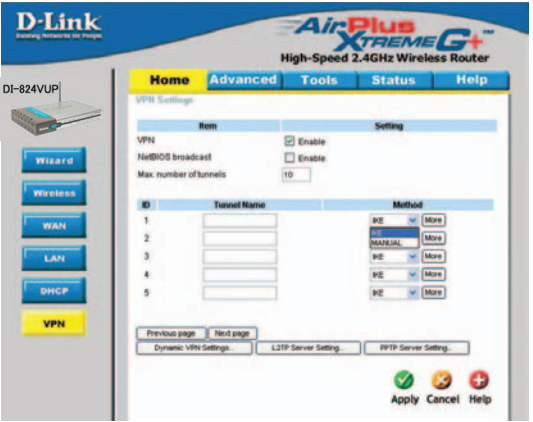 D-Link
Building Networks for People
AirPlus
XTREME G+™
High-Speed 2.4GHz Wireless Router
DI-824VUP
Home Advanced Tools Status Help
VPN Settings
Item Setting
VPN Enable
NetBIOS broadcast Enable
Max. number of tunnels 10
ID Tunnel Name Method
1 IKE More
IKE
2 MANUAL More
3 IKE More
4 IKE More
5 IKE More
Wizard
Wireless
WAN
LAN
DHCP
VPN
Previous page Next page
Dynamic VPN Settings.. L2TP Server Setting.. PPTP Server Setting..
Apply Cancel Help